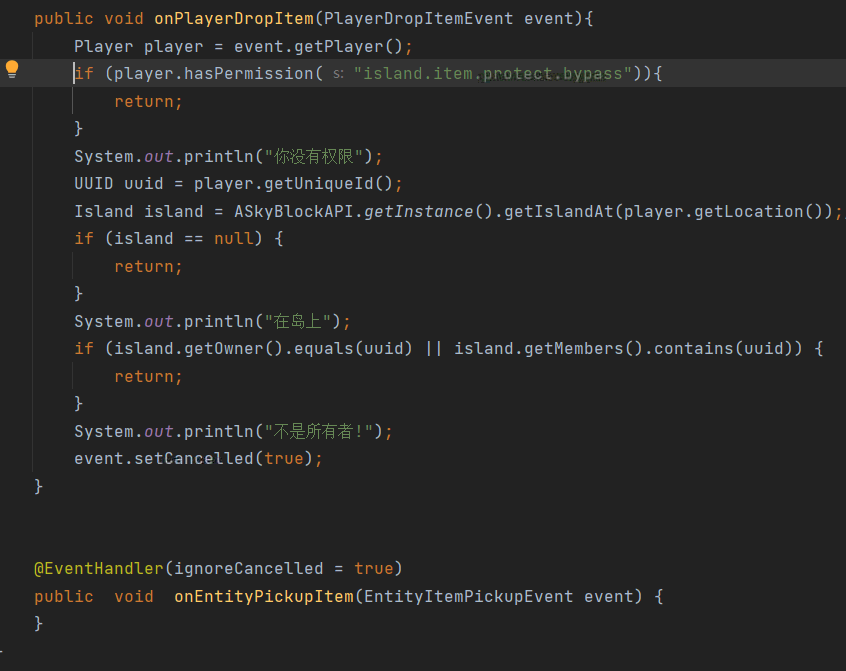 public void onPlayerDropItem(PlayerDropItemEvent event){
Player player = event.getPlayer();
if (player.hasPermission( s: "island.item.protect.bypass")){
return;
}
System.out.println("你没有权限");
UUID uuid = player.getUniqueId();
Island island = ASkyBlockAPI.getInstance().getIslandAt(player.getLocation());
if (island == null) {
return;
}
System.out.println("在岛上");
if (island.getOwner().equals(uuid) || island.getMembers().contains(uuid)) {
return;
}
System.out.println("不是所有者!");
event.setCancelled(true);
}
@EventHandler(ignoreCancelled = true)
public void onEntityPickupItem(EntityItemPickupEvent event) {
}